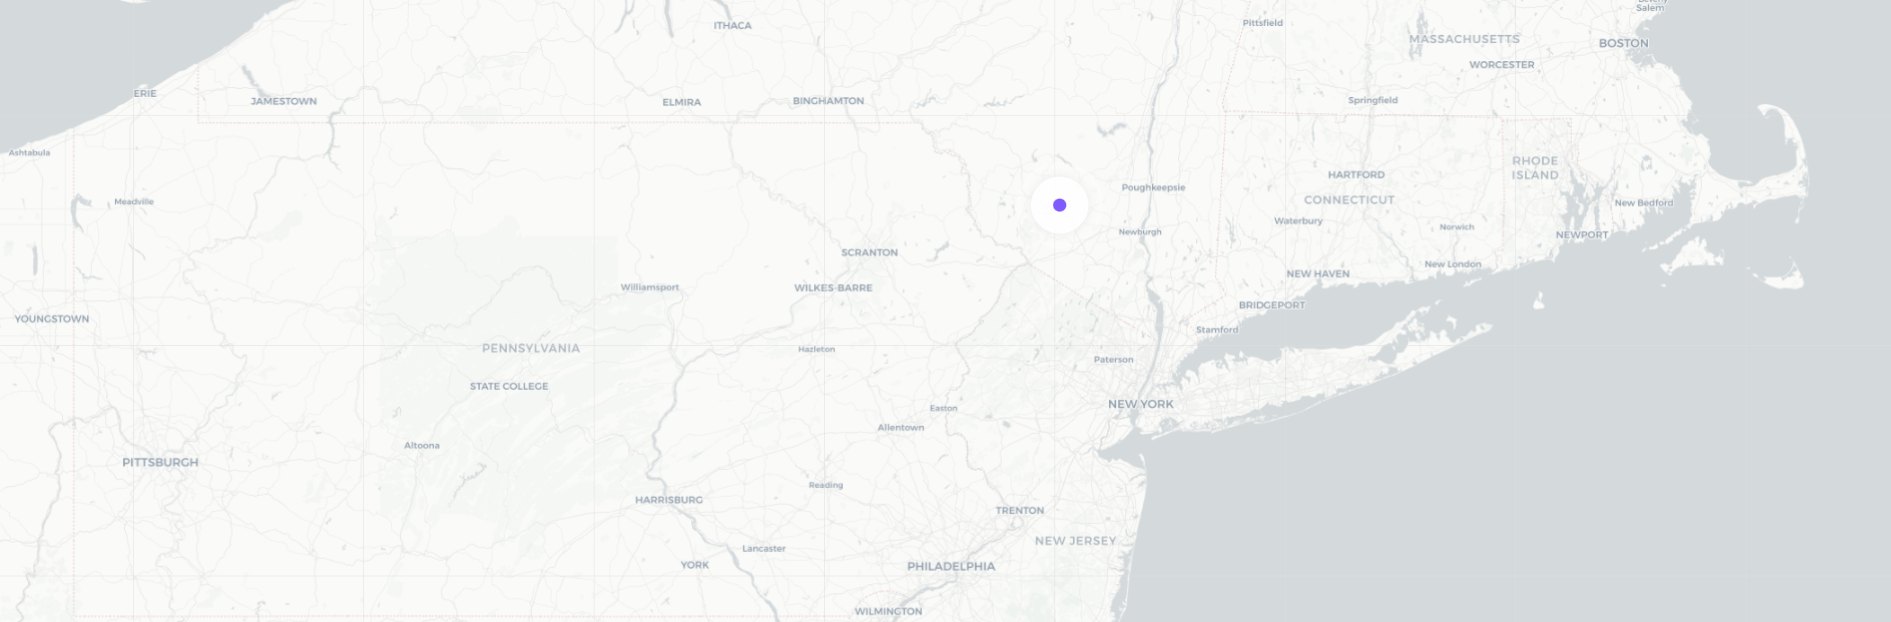 Beverly
Salem
Pittsfield
ITHACA
MASSACHUSETTS
BOSTON
WORCESTER
ERIE
JAMESTOWN
ELMIRA
BINGHAMTON
Springfield
Ashtabula
RHODE
ISLAND
HARTFORD
Poughkeepsie
Meadville
CONNECTICUT
New Bedford
Waterbury
Norwich
Newburgh
NEWPORT
SCRANTON
New London
NEW HAVEN
Williamsport
WILKES-BARRE
BRIDGEPORT
YOUNGSTOWN
Stamford
PENNSYLVANIA
Hazleton
Paterson
STATE COLLEGE
NEW YORK
Easton
Allentown
Altoona
PITTSBURGH
Reading
HARRISBURG
TRENTON
NEW JERSEY
Lancaster
YORK
PHILADELPHIA
WILMINGTON